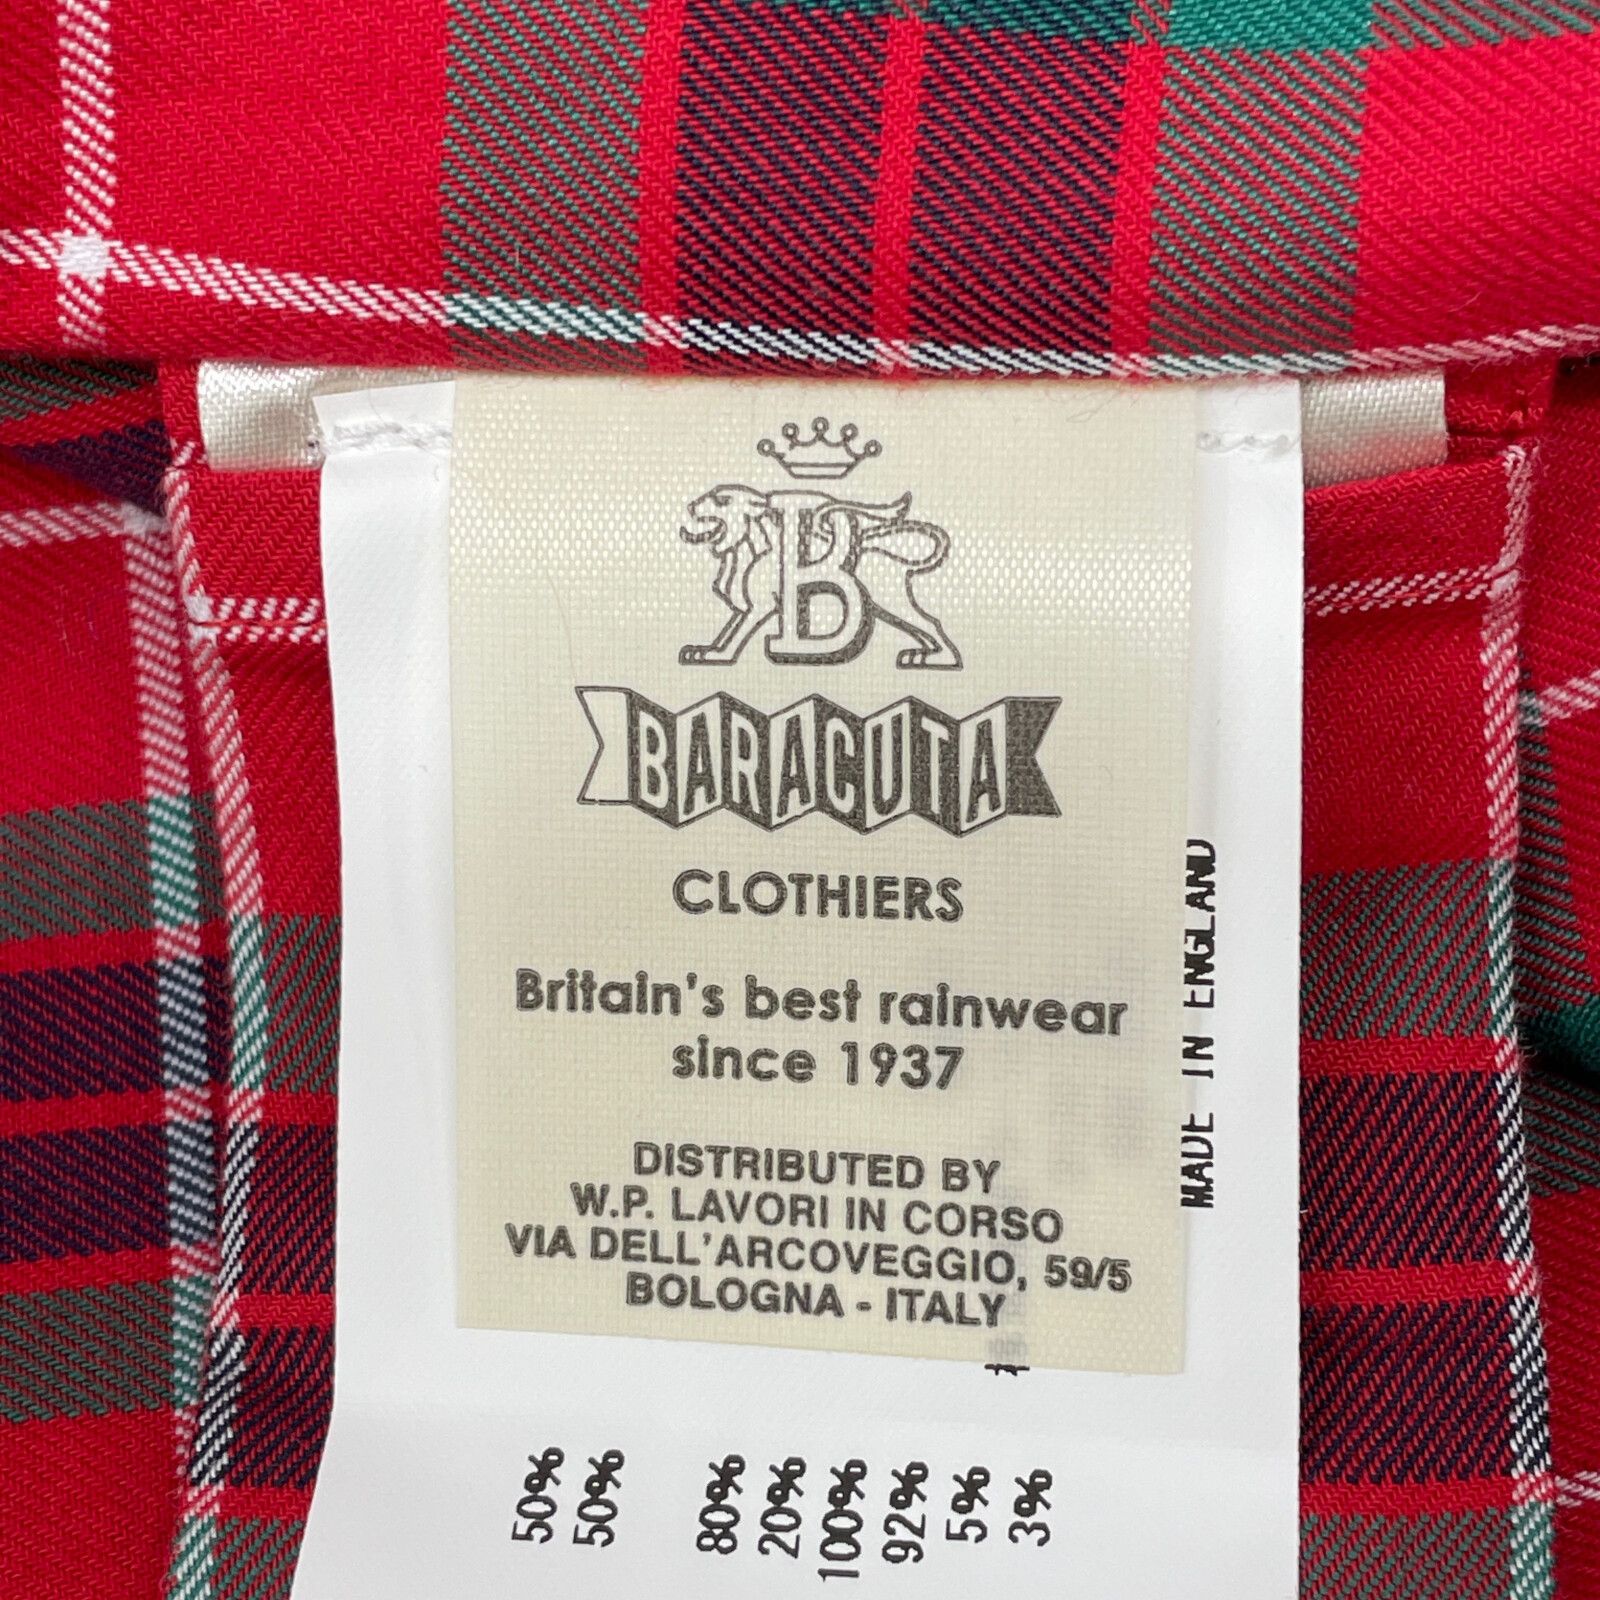 B
BARACUTA
CLOTHIERS
Britain's best rainwear
since 1937
DISTRIBUTED BY
W.P. LAVORI IN CORSO
VIA DELL'ARCOVEGGIO, 59/5
BOLOGNA - ITALY
MADE IN ENGLAND
50%
50%
80%
20%
100%
92%
5%
3%